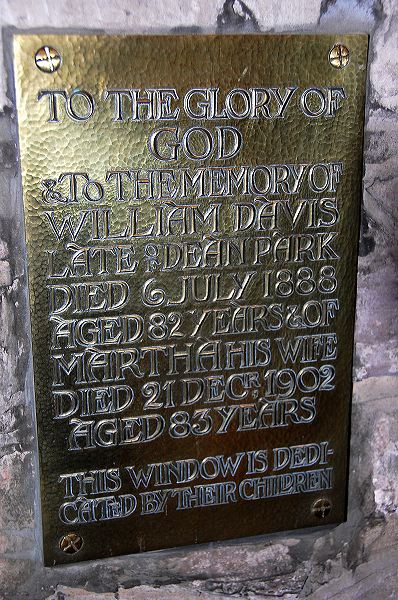 TO THE GLORY OF
GOD
& TO THE MEMORY OF
WILLIAM DAVIS
LATE OF DEAN PARK
DIED 6 JULY 1888
AGED 82 YEARS & OF
MARTHA HIS WIFE
DIED 21 DECR, 1902
AGED 83 YEARS
THIS WINDOW IS DEDI-
CATED BY THEIR CHILDREN